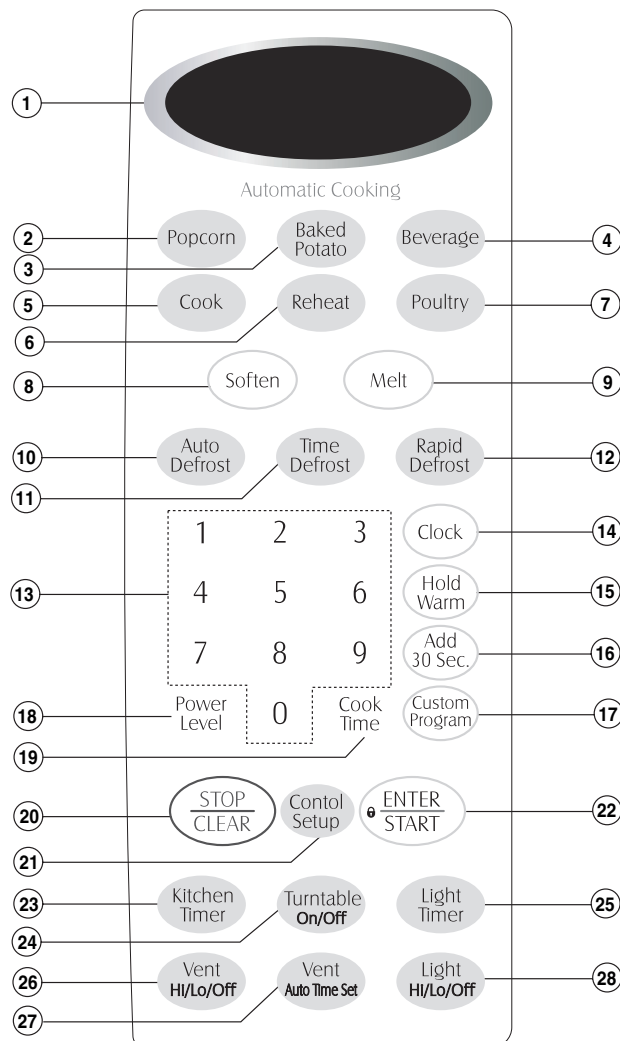 1
Automatic Cooking
2
Popcorn
Baked
Potato
Beverage
4
3
5
Cook
Reheat
Poultry
7
6
8
Soften
Melt
9
10
Auto
Defrost
Time
Defrost
Rapid
Defrost
12
11
1 2 3
Clock
14
13
4 5 6
Hold
Warm
15
7 8 9
Add
30 Sec.
16
18
Power
Level
0
Cook
Time
Custom
Program
17
19
20
STOP
CLEAR
Contol
Setup
ENTER
START
22
21
23
Kitchen
Timer
Turntable
On/Off
Light
Timer
25
24
26
Vent
Hi/Lo/Off
Vent
Auto Time Set
Light
Hi/Lo/Off
28
27